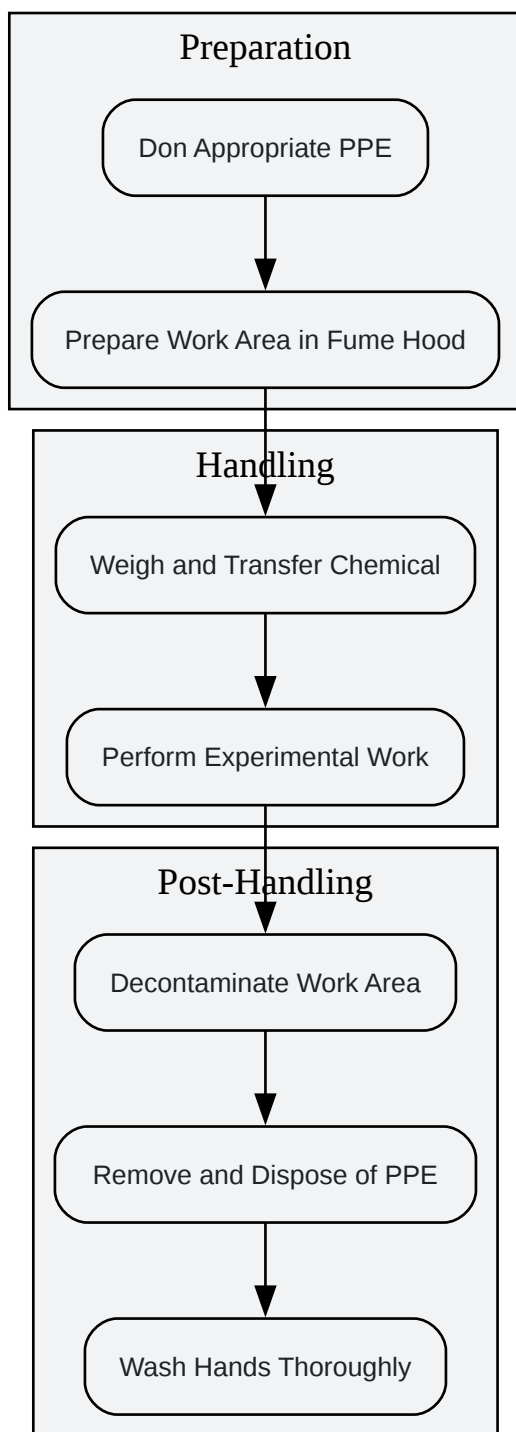 Preparation
Don Appropriate PPE
Prepare Work Area in Fume Hood
Handling
Weigh and Transfer Chemical
Perform Experimental Work
Post-Handling
Decontaminate Work Area
Remove and Dispose of PPE
Wash Hands Thoroughly